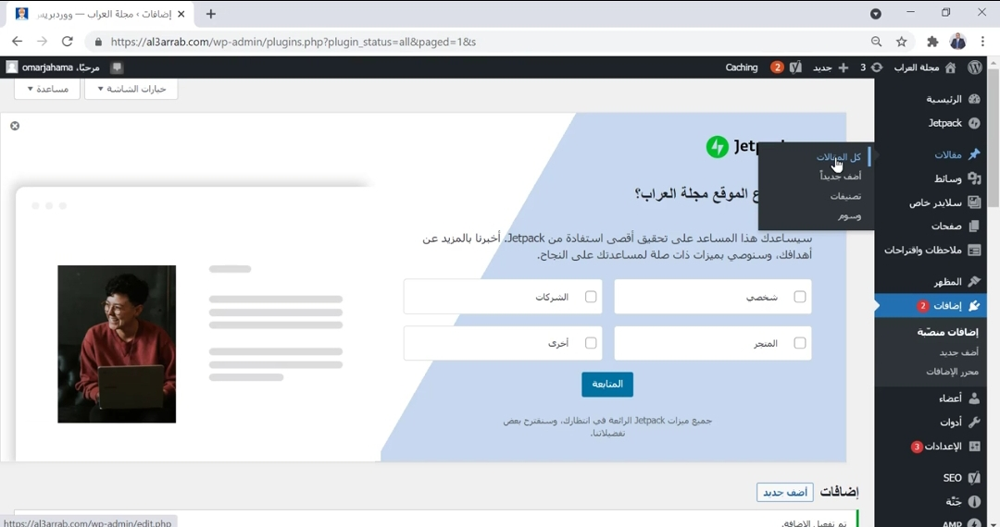 إضافات ‹ مجلة العراب — ووردبريس
https://al3arrab.com/wp-admin/plugins.php?plugin_status=all&paged=1&s
مجلة العراب
3
جديد
2
Caching
مرحبًا، omarjahama
خيارات الشاشة
مساعدة
الرئيسية
Jetpack
مقالات
كل المقالات
أضف جديداً
تصنيفات
وسوم
وسائط
سلايدر خاص
صفحات
ملاحظات واقتراحات
المظهر
إضافات 2
إضافات منصّبة
أضف جديد
محرر الإضافات
أعضاء
أدوات
الإعدادات 3
SEO
AMP
ع الموقع مجلة العراب؟
سيساعدك هذا المساعد على تحقيق أقصى استفادة من Jetpack. أخبرنا بالمزيد عن
أهدافك، وسنوصي بميزات ذات صلة لمساعدتك على النجاح.
شخصي
الشركات
المتجر
أخرى
المتابعة
جميع ميزات Jetpack الرائعة في انتظارك، وسنقترح بعض
تفضيلاتنا.
إضافات
أضف جديد
تم تفعيل الإضافة.
https://al3arrab.com/wp-admin/edit.php